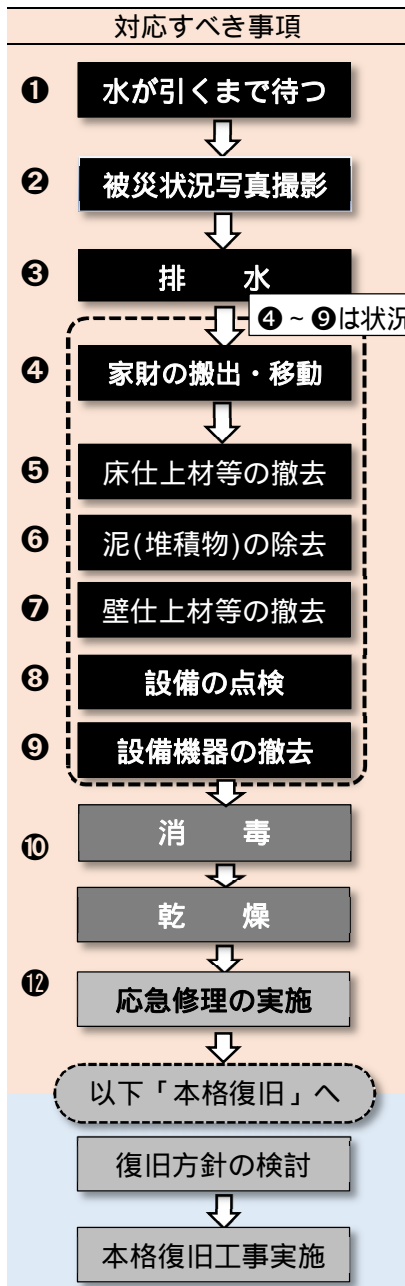 対応すべき事項
❶ 水が引くまで待つ
❷ 被災状況写真撮影
❸ 排　水
❹～❾は状況
❹ 家財の搬出・移動
❺ 床仕上材等の撤去
❻ 泥(堆積物)の除去
❼ 壁仕上材等の撤去
❽ 設備の点検
❾ 設備機器の撤去
❿ 消　毒
乾　燥
⓬ 応急修理の実施
以下「本格復旧」へ
復旧方針の検討
本格復旧工事実施